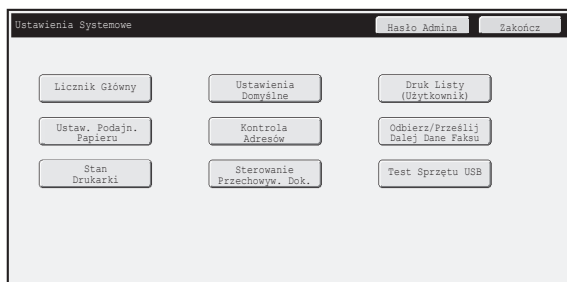 Ustawienia Systemowe
Hasło Admina
Zakończ
Licznik Główny
Ustawienia
Domyślne
Druk Listy
(Użytkownik)
Ustaw. Podajn.
Papieru
Kontrola
Adresów
Odbierz/Prześlij
Dalej Dane Faksu
Stan
Drukarki
Sterowanie
Przechowyw. Dok.
Test Sprzętu USB